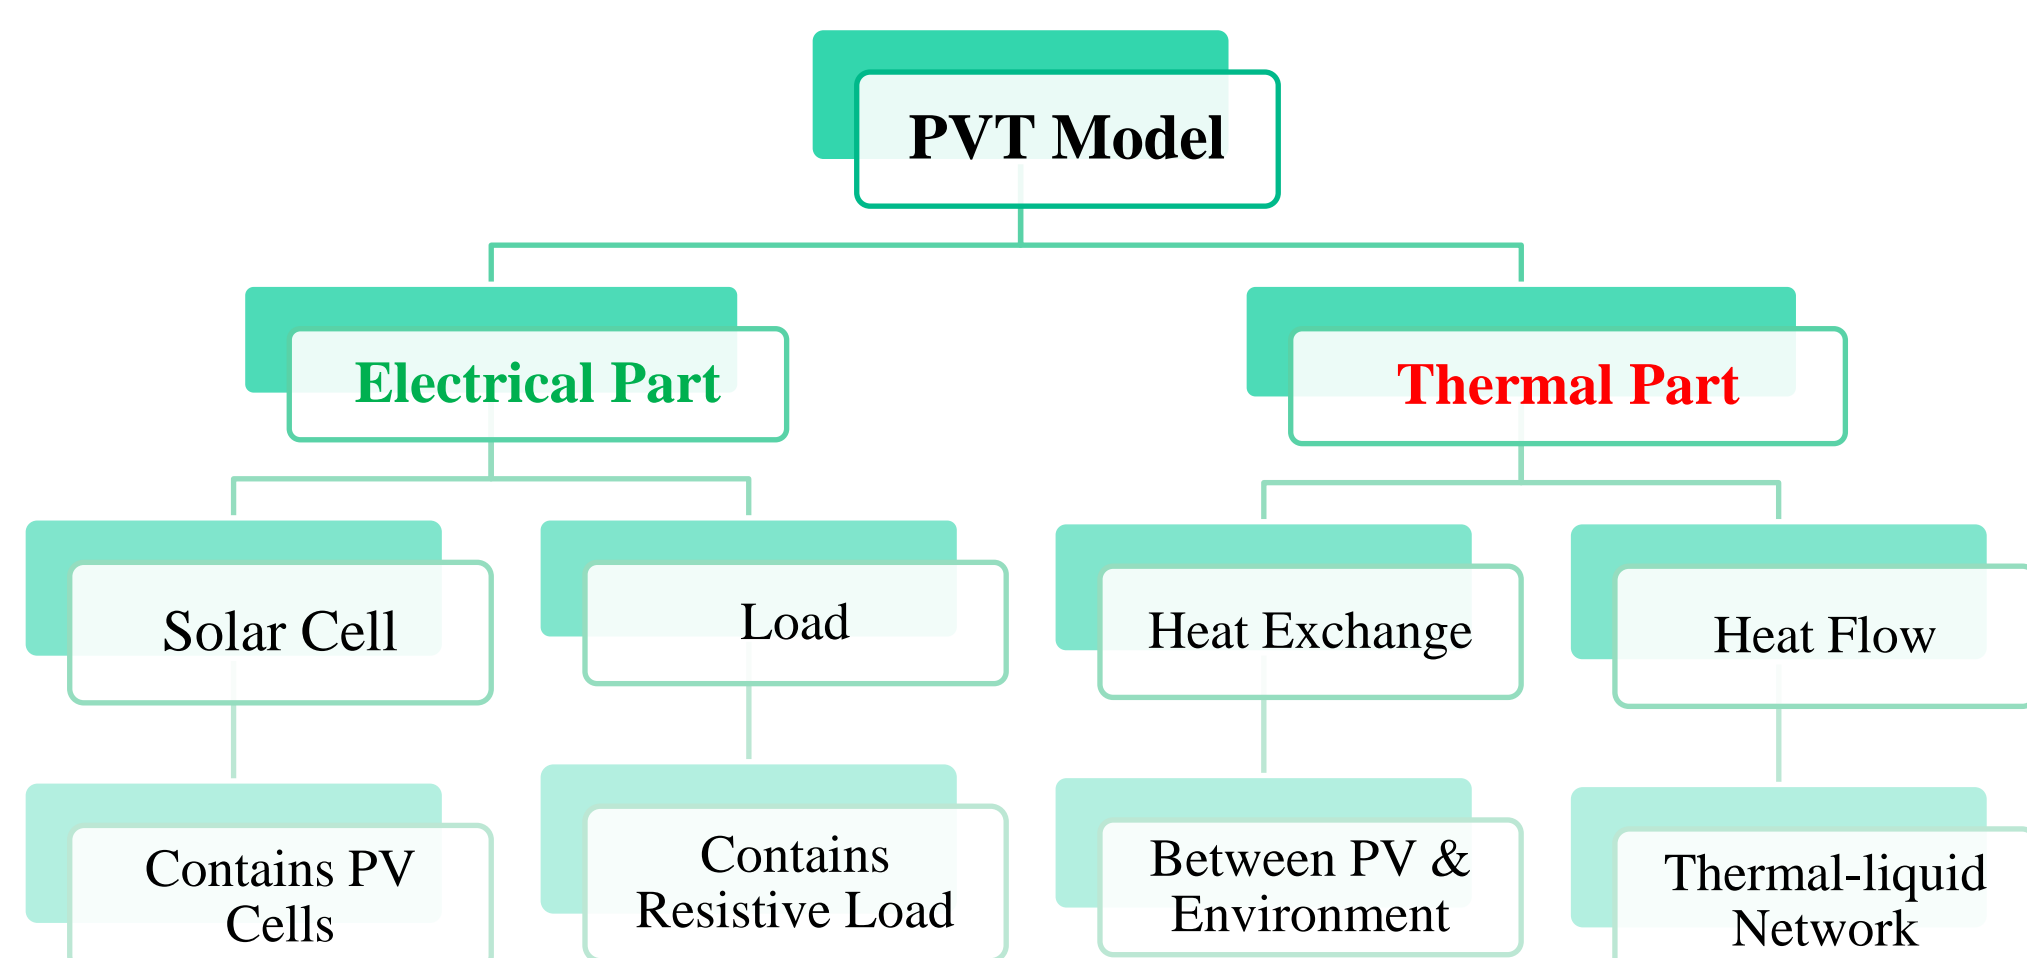 PVT Model
Electrical Part
Thermal Part
Solar Cell
Load
Heat Exchange
Heat Flow
Contains PV
Cells
Contains
Resistive Load
Between PV &
Environment
Thermal-liquid
Network